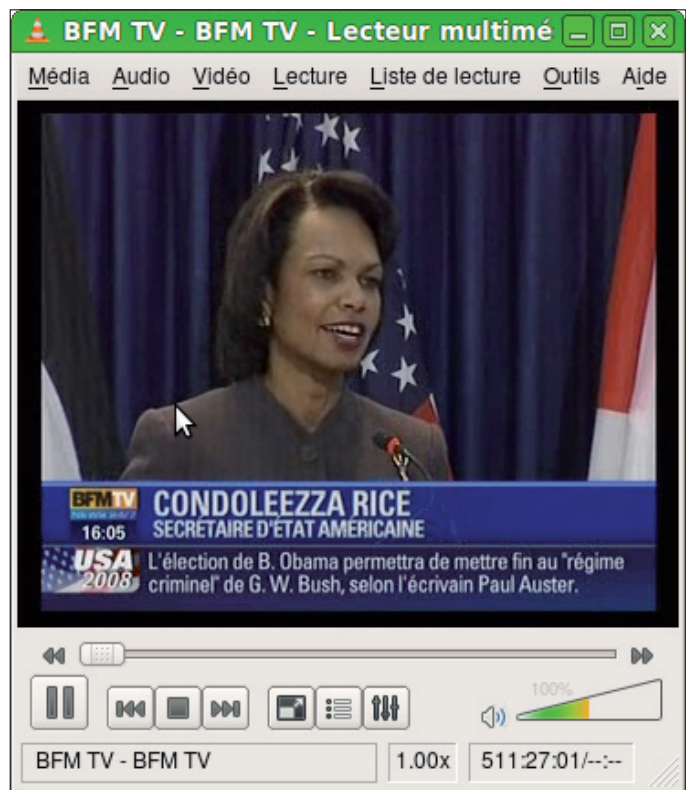 BFM TV - BFM TV - Lecteur multimé
Média Audio Vidéo Lecture Liste de lecture Outils Aide
BFM TV
16:05
CONDOLEEZZA RICE
SECRÉTAIRE D'ÉTAT AMÉRICAINE
USA
2008
L'élection de B. Obama permettra de mettre fin au "régime
criminel" de G. W. Bush, selon l'écrivain Paul Auster.
100%
BFM TV - BFM TV 1.00x 511:27:01/--:--